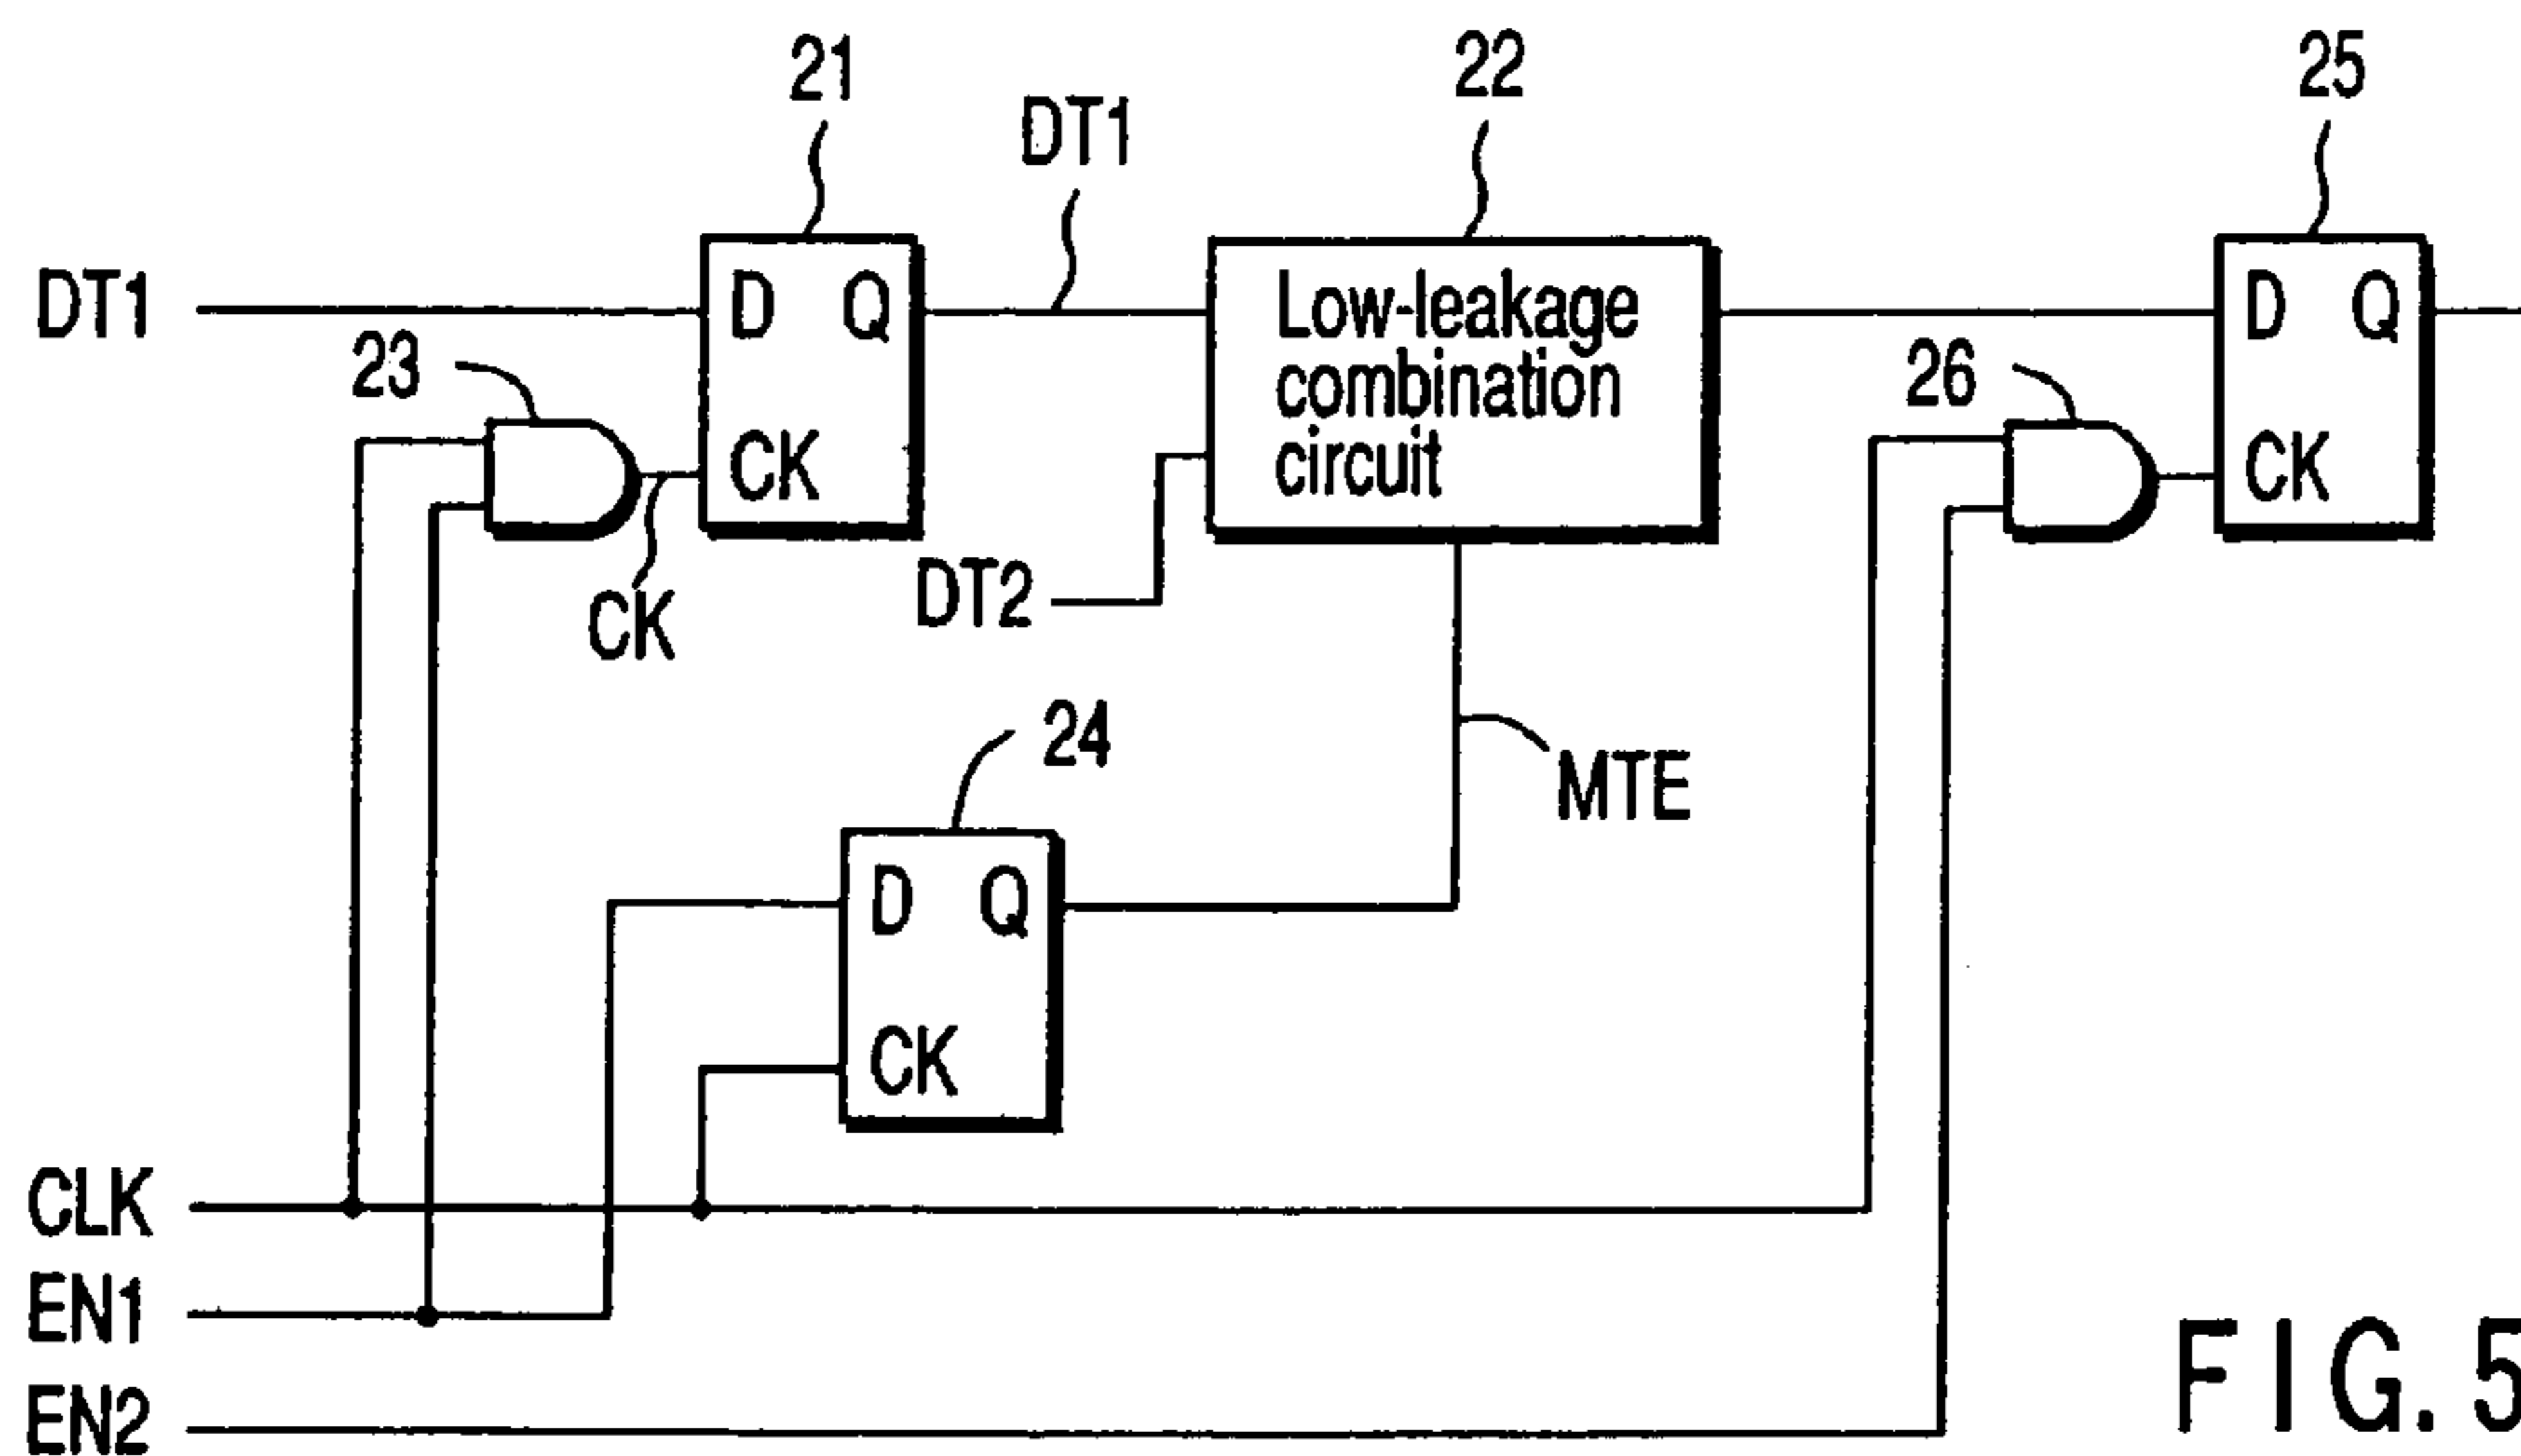 21
22
25
DT1
DT1
D Q
CK
Low-leakage
combination
circuit
D Q
CK
23
26
CK
DT2
24
MTE
D Q
CK
CLK
EN1
EN2
FIG. 5